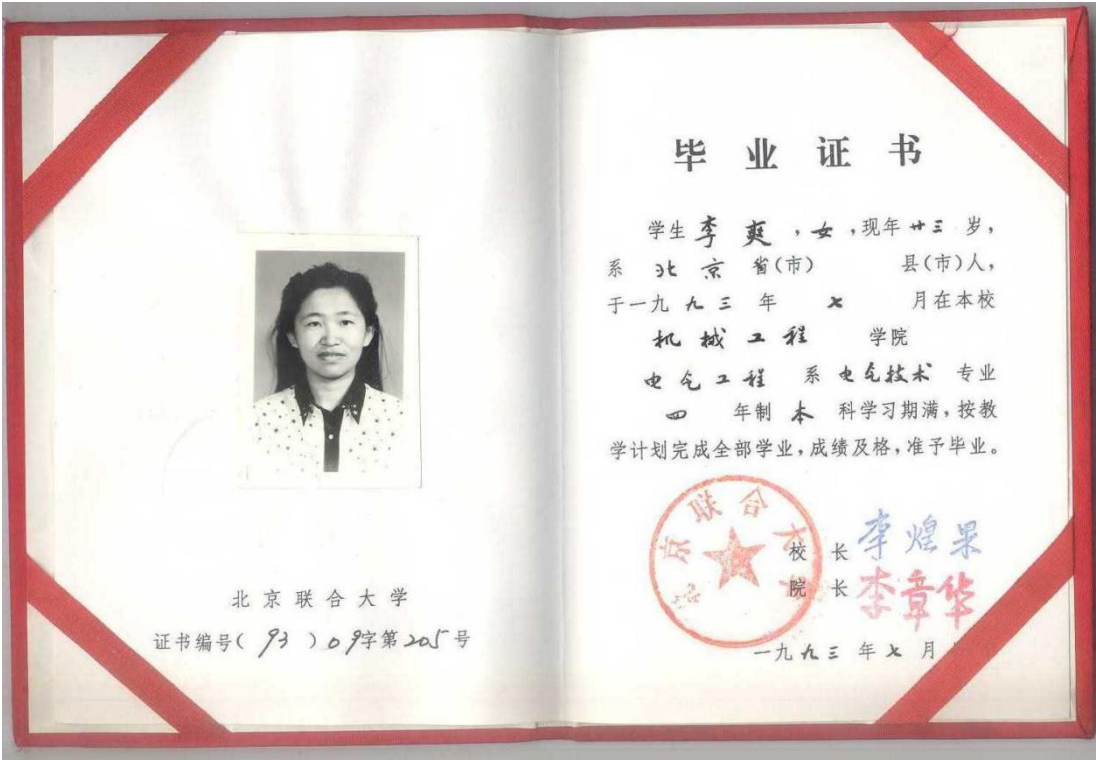 北京联合大学
证书编号(93)09字第205号
毕业证书
学生李爽,女,现年廿三岁,
系北京省(市) 县(市)人,
于一九九三年七月在本校
机械工程学院
电气工程系电气技术专业
四年制本科学习期满,按教
学计划完成全部学业,成绩及格,准予毕业。
北京联合大学
校长李煌果
院长李章华
一九九三年七月